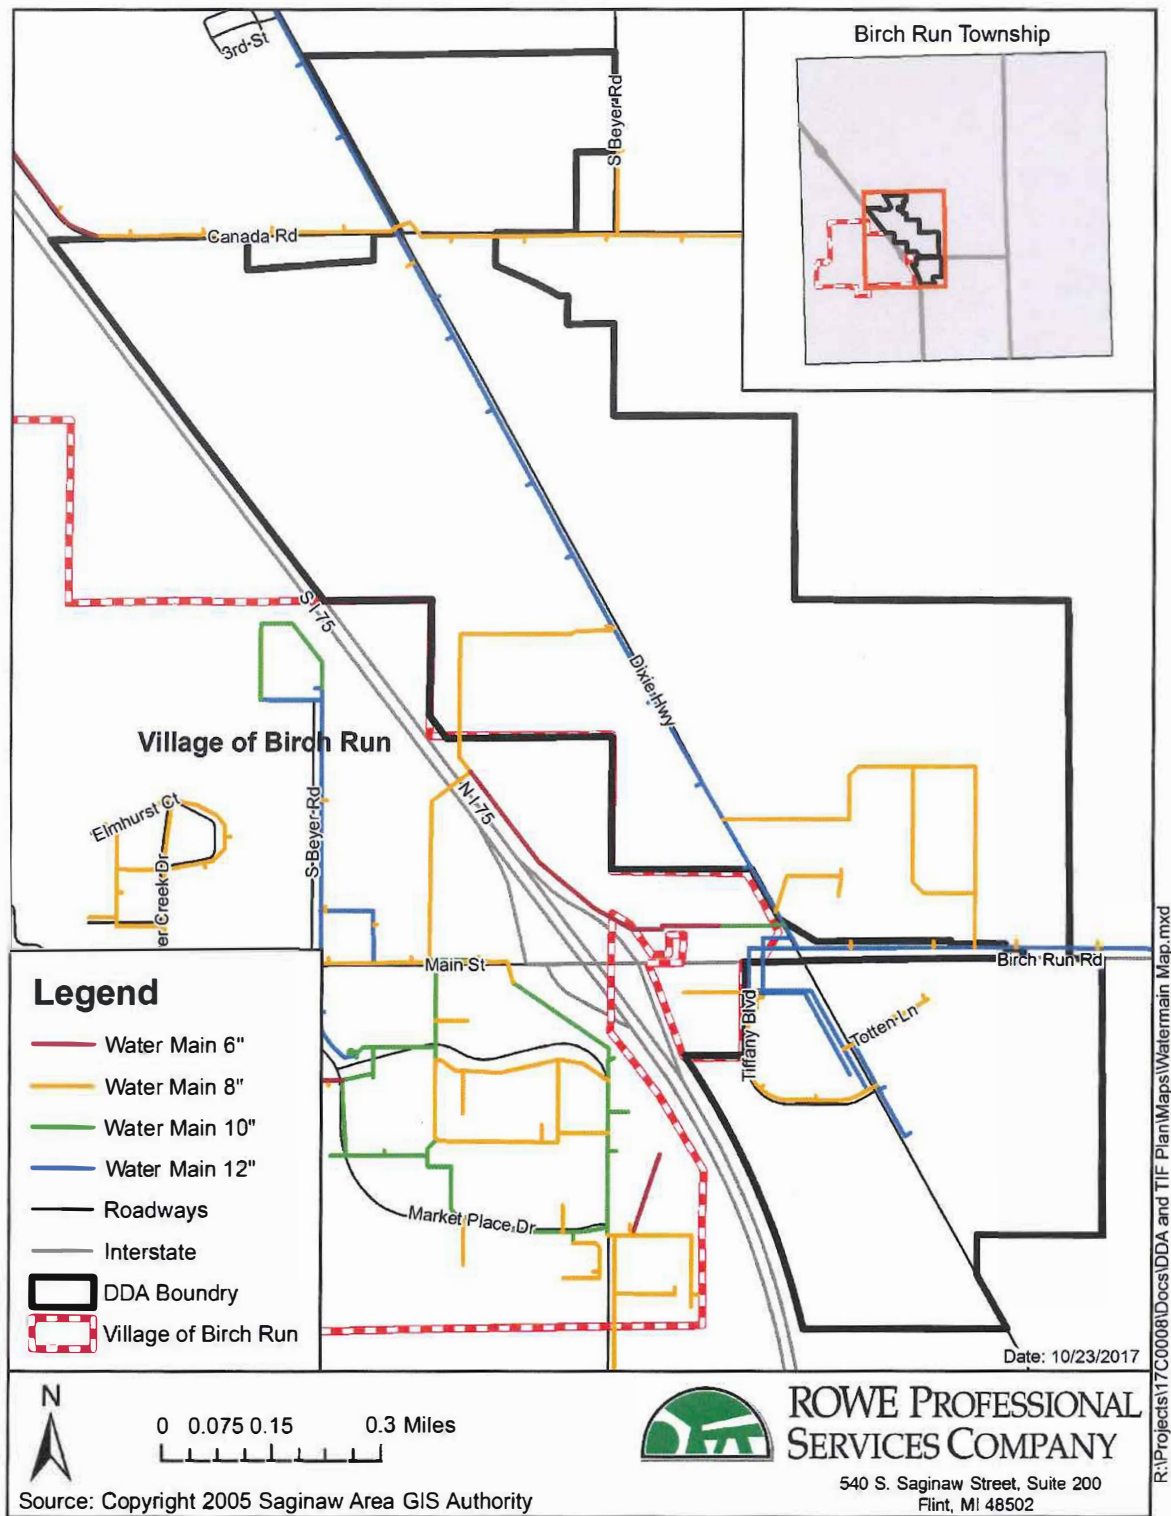 3rd-St
Birch Run Township
S Beyer Rd
Canada Rd
S I-75
Dixie Hwy
Village of Birch Run
N I-75
Elmhurst Ct
S Beyer Rd
er Creek Dr
Main St
Birch Run Rd
Tiffany Blvd
Totten Ln
Market Place Dr
Legend
Water Main 6"
Water Main 8"
Water Main 10"
Water Main 12"
Roadways
Interstate
DDA Boundry
Village of Birch Run
Date: 10/23/2017
R:\Projects\17C0008\Docs\DDA and TIF Plan\Maps\Watermain Map.mxd
N
0 0.075 0.15 0.3 Miles
Source: Copyright 2005 Saginaw Area GIS Authority
ROWE PROFESSIONAL
SERVICES COMPANY
540 S. Saginaw Street, Suite 200
Flint, MI 48502